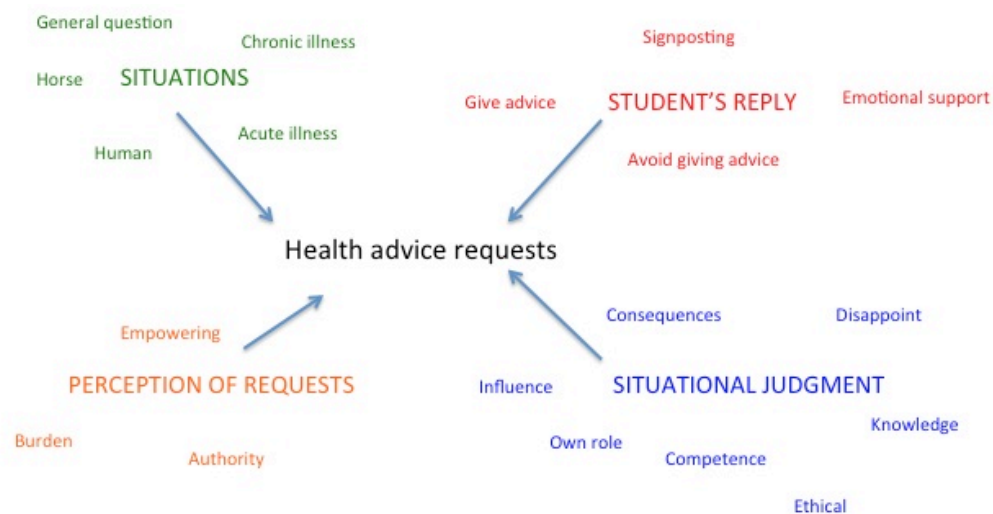 General question
Chronic illness
Horse
SITUATIONS
Acute illness
Human
Signposting
Give advice
STUDENT'S REPLY
Emotional support
Avoid giving advice
Health advice requests
Empowering
PERCEPTION OF REQUESTS
Burden
Authority
Consequences
Disappoint
Influence
SITUATIONAL JUDGMENT
Knowledge
Own role
Competence
Ethical